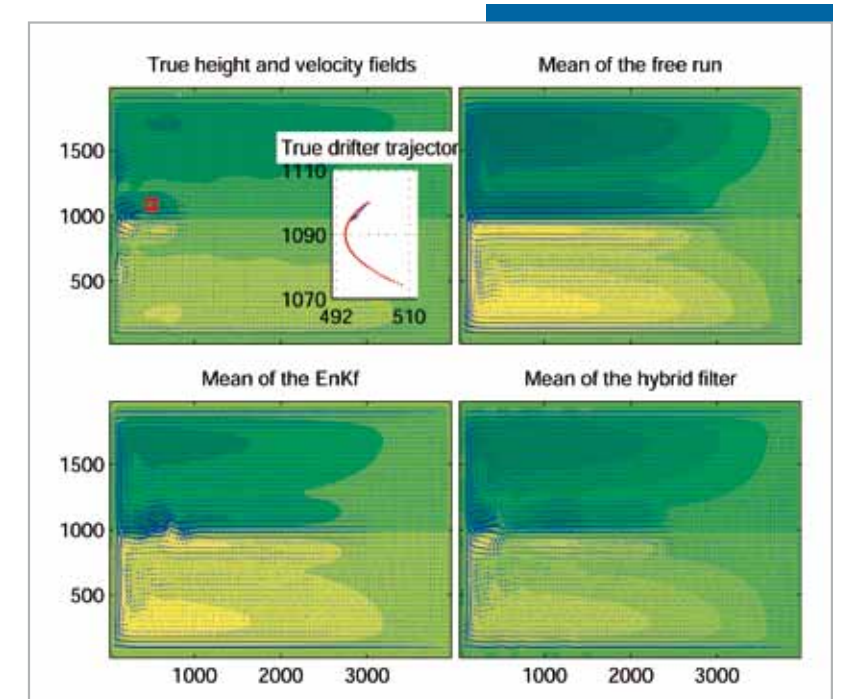 True height and velocity fields
Mean of the free run
1500
1000
500
True drifter trajector
1110
1090
1070
492 510
Mean of the EnKf
Mean of the hybrid filter
1500
1000
500
1000 2000 3000
1000 2000 3000